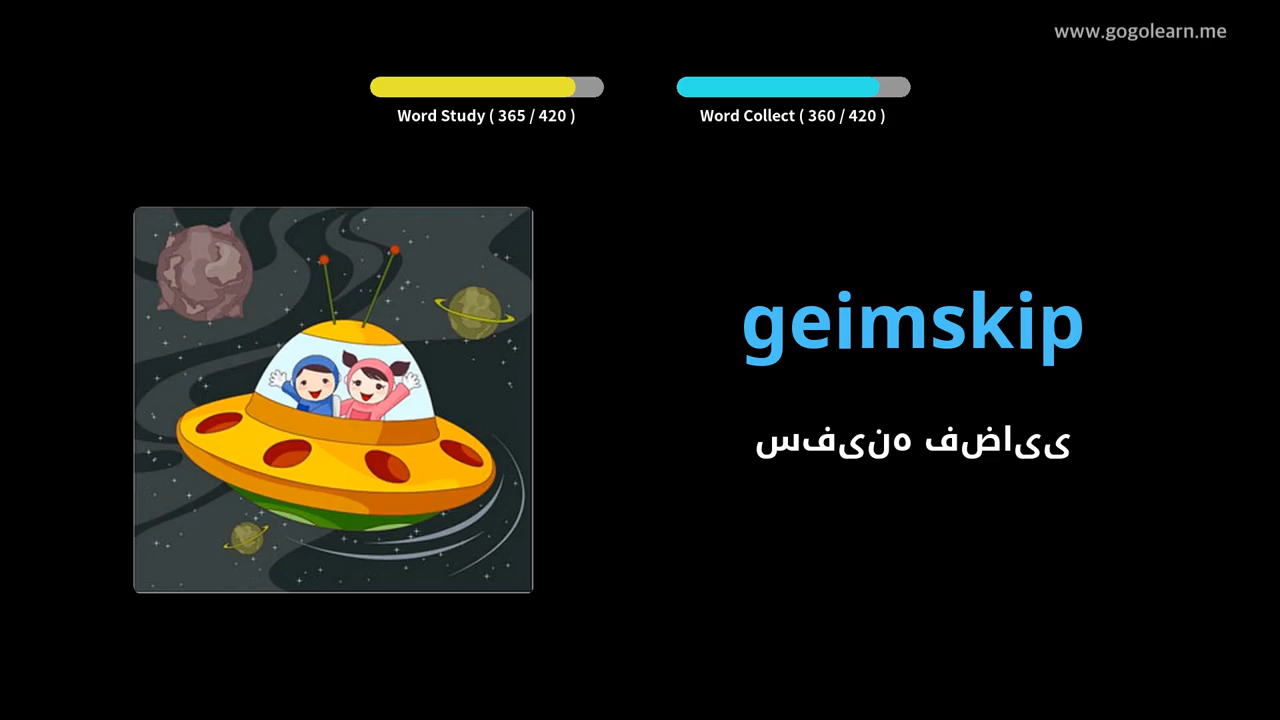 www.gogolearn.me
Word Study ( 365 / 420 )
Word Collect ( 360 / 420 )
geimskip
سفینه فضایی